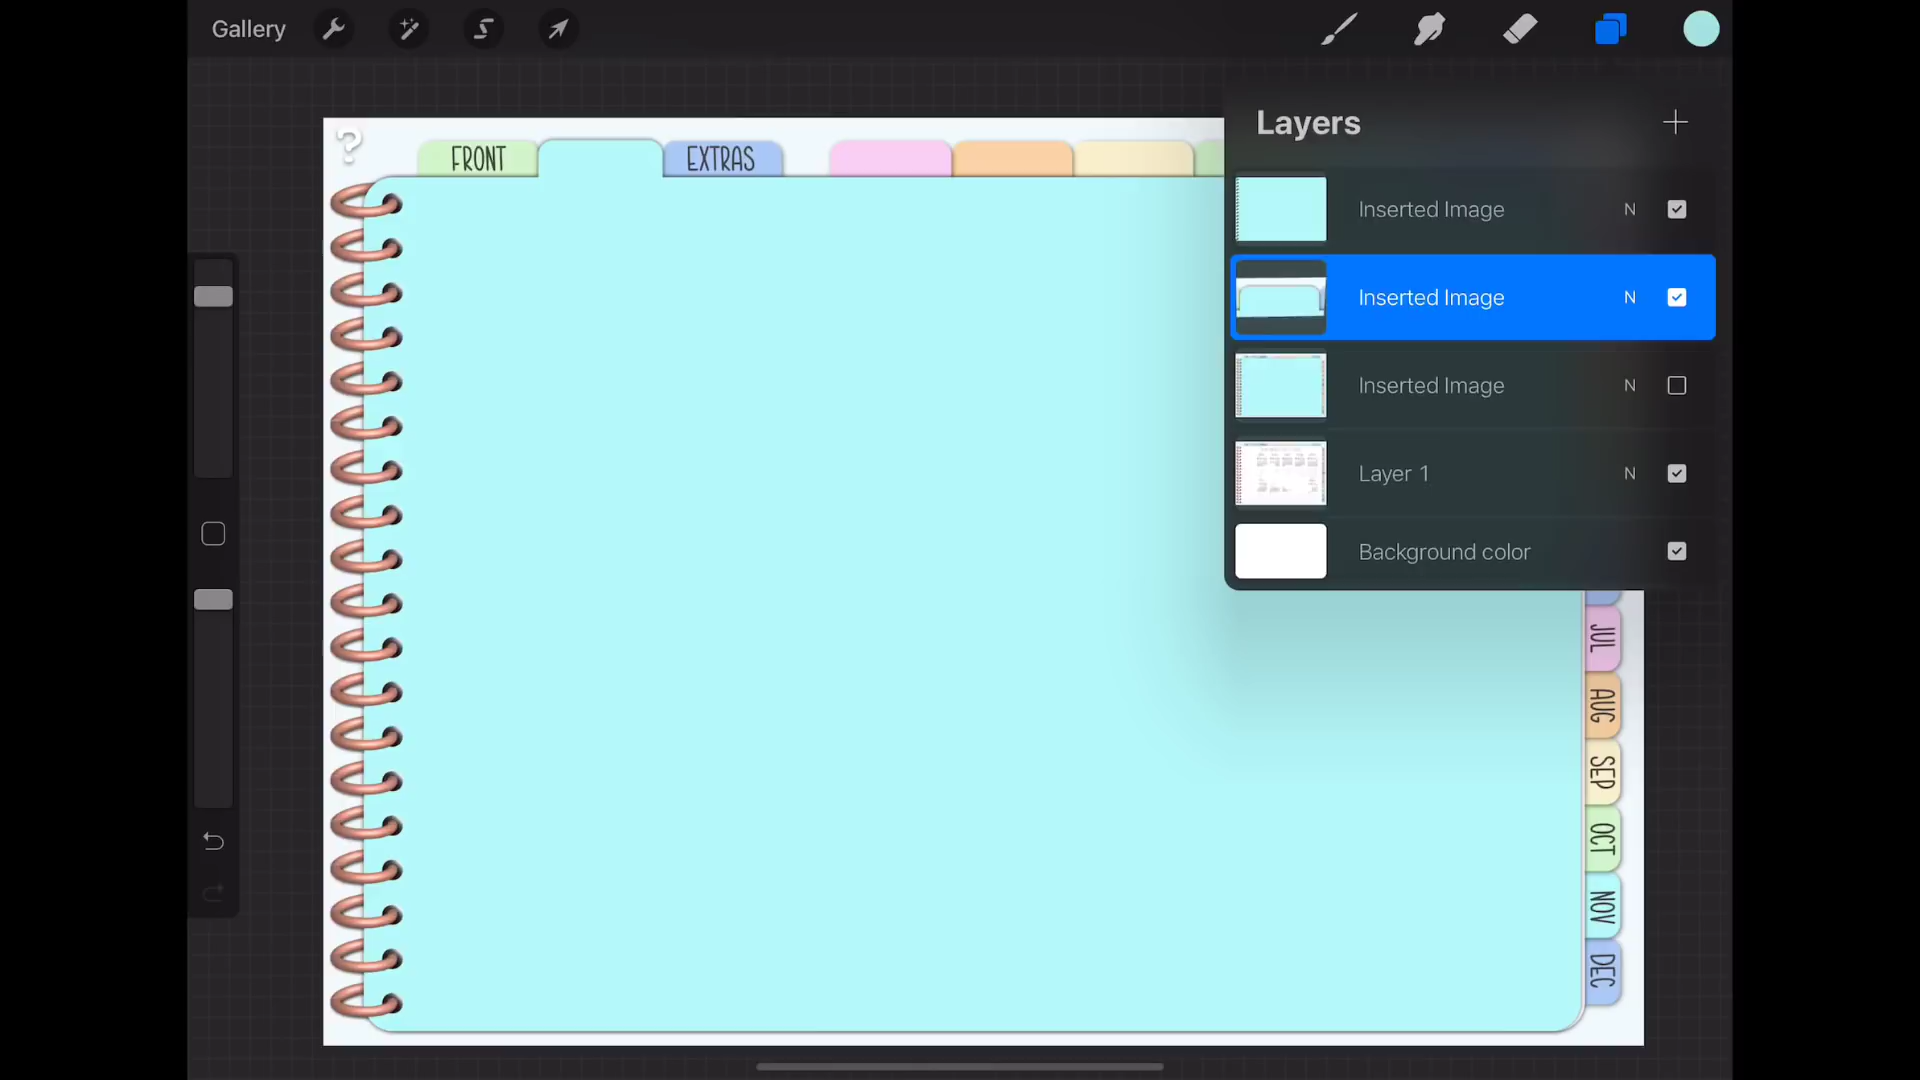 Gallery
Layers
?
FRONT
EXTRAS
Inserted Image N
Inserted Image N
Inserted Image N
Layer 1 N
Background color
JUL
AUG
SEP
OCT
NOV
DEC